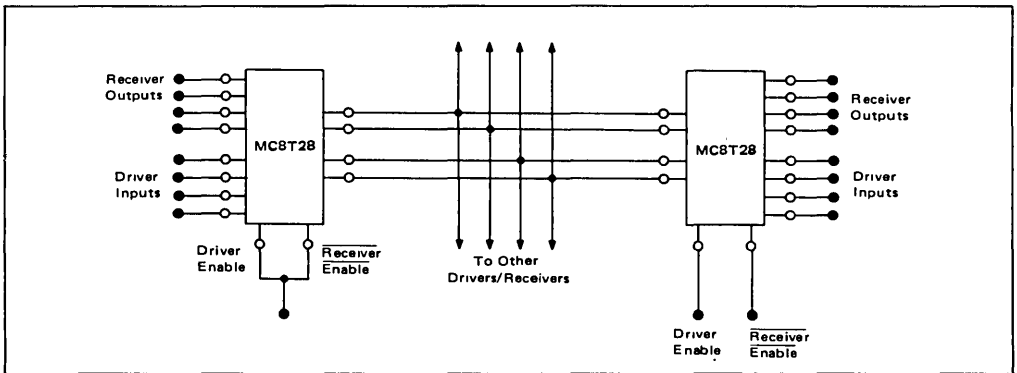 Receiver
Outputs
MC8T28
Driver
Inputs
Driver
Enable
Receiver
Enable
To Other
Drivers/Receivers
MC8T28
Receiver
Outputs
Driver
Inputs
Driver
Enable
Receiver
Enable